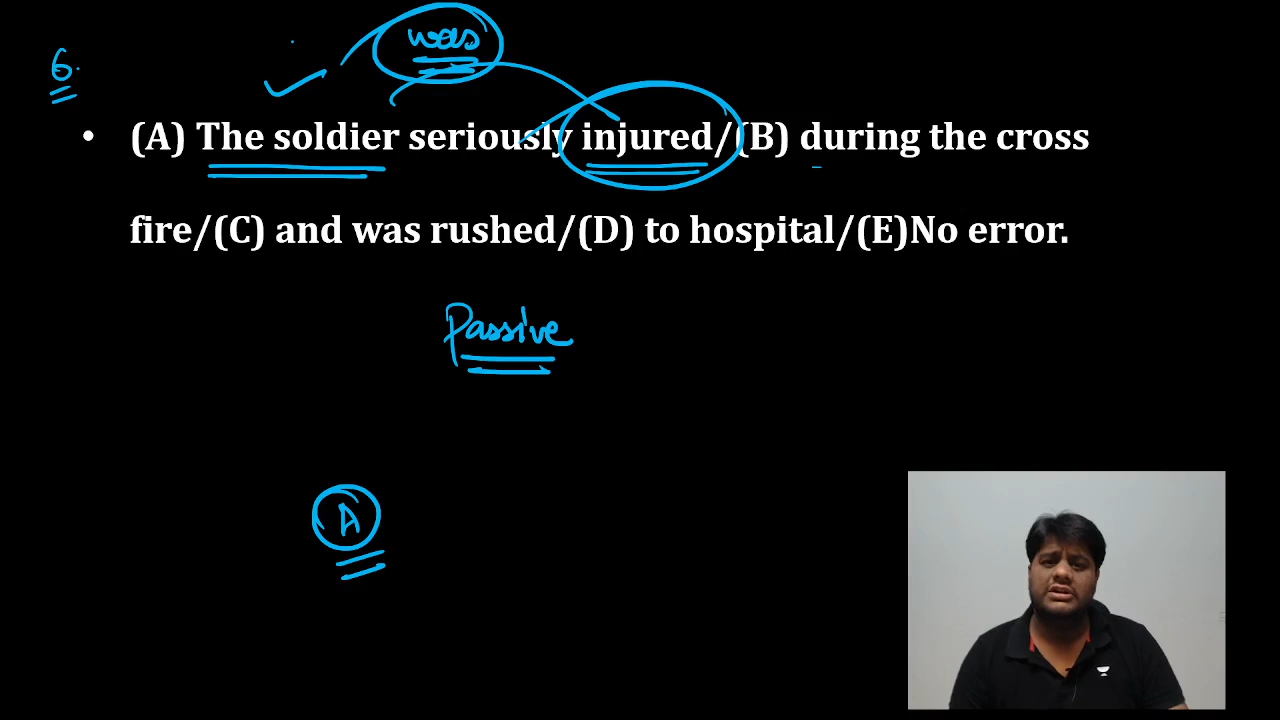 was
6.
• (A) The soldier seriously injured/(B) during the cross
fire/(C) and was rushed/(D) to hospital/(E)No error.
Passive
A